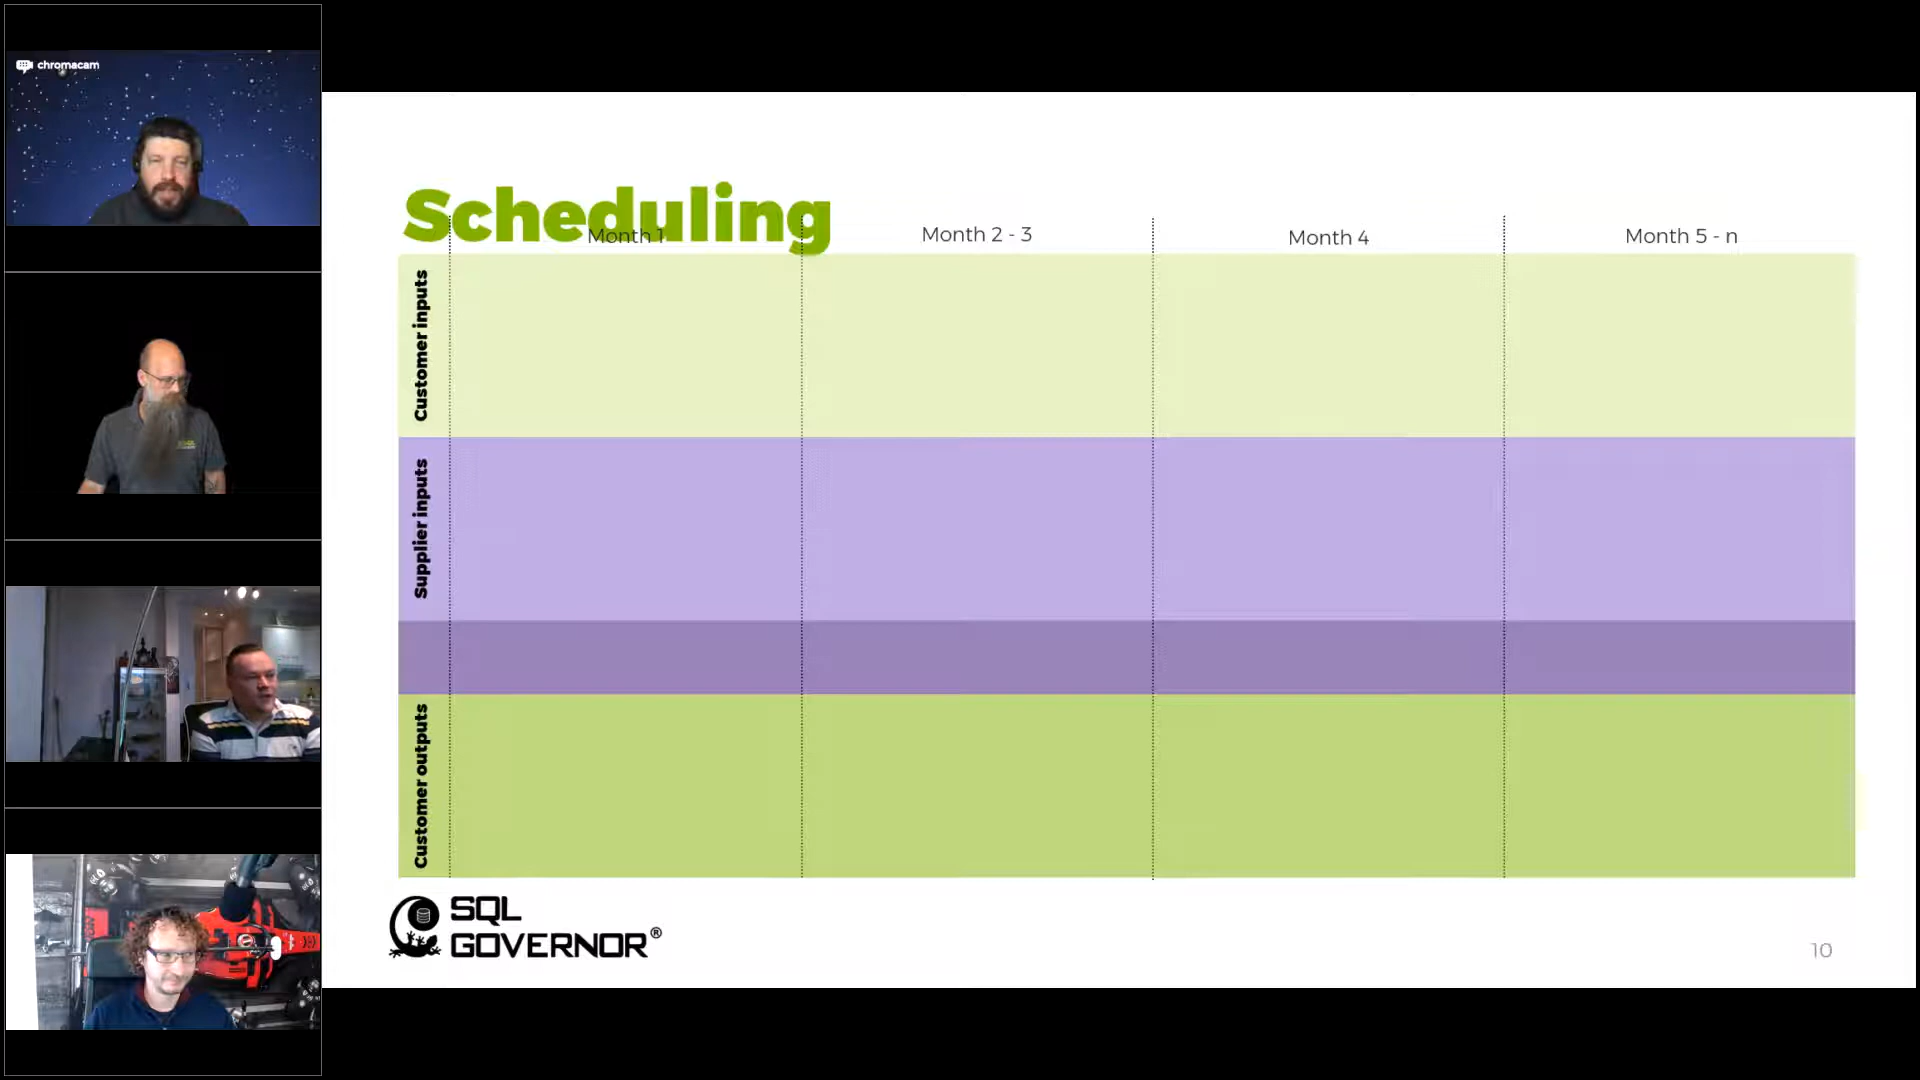 chromacam
Scheduling
Month 1
Month 2 - 3
Month 4
Month 5 - n
Customer inputs
Supplier inputs
Customer outputs
SQL
GOVERNOR®
10